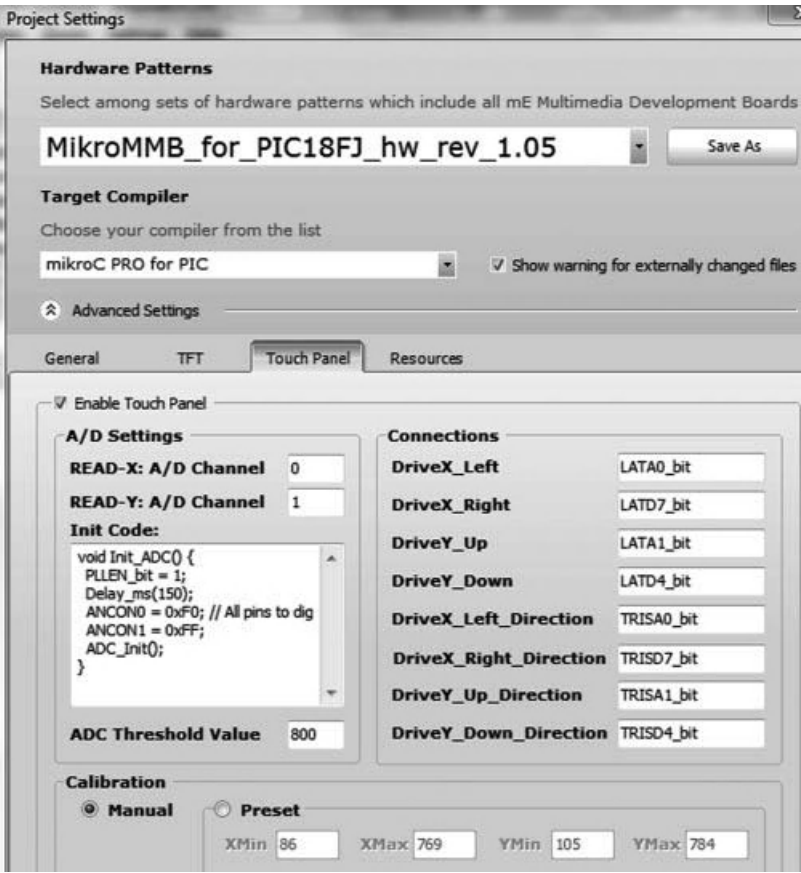 Project Settings
Hardware Patterns
Select among sets of hardware patterns which include all mE Multimedia Development Boards
MikroMMB_for_PIC18FJ_hw_rev_1.05
Save As
Target Compiler
Choose your compiler from the list
mikroC PRO for PIC
Show warning for externally changed files
Advanced Settings
General TFT Touch Panel Resources
Enable Touch Panel
A/D Settings
READ-X: A/D Channel 0
READ-Y: A/D Channel 1
Init Code:
void Init_ADC() {
PLLEN_bit = 1;
Delay_ms(150);
ANCON0 = 0xF0; // All pins to dig
ANCON1 = 0xFF;
ADC_Init();
}
ADC Threshold Value 800
Connections
DriveX_Left LATA0_bit
DriveX_Right LATD7_bit
DriveY_Up LATA1_bit
DriveY_Down LATD4_bit
DriveX_Left_Direction TRISA0_bit
DriveX_Right_Direction TRISD7_bit
DriveY_Up_Direction TRISA1_bit
DriveY_Down_Direction TRISD4_bit
Calibration
Manual Preset
XMin 86 XMax 769 YMin 105 YMax 784